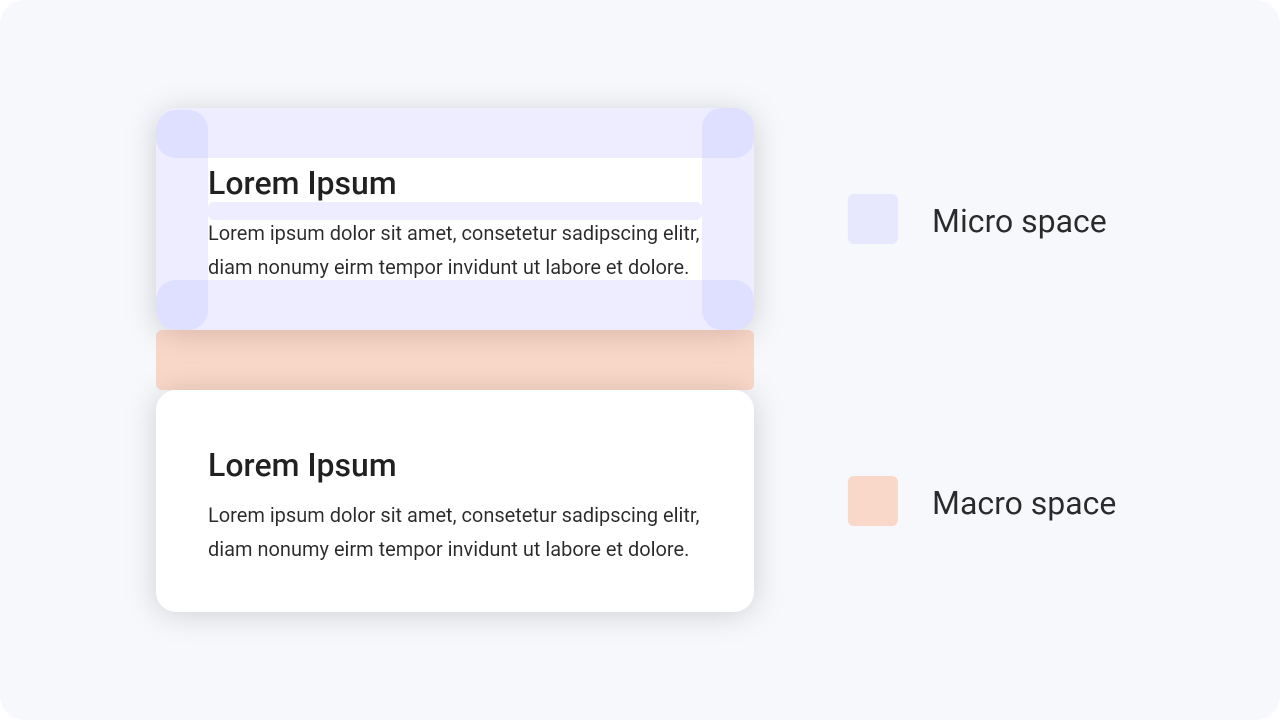 Lorem Ipsum
Lorem ipsum dolor sit amet, consetetur sadipscing elitr,
diam nonumy eirm tempor invidunt ut labore et dolore.
Micro space
Lorem Ipsum
Lorem ipsum dolor sit amet, consetetur sadipscing elitr,
diam nonumy eirm tempor invidunt ut labore et dolore.
Macro space